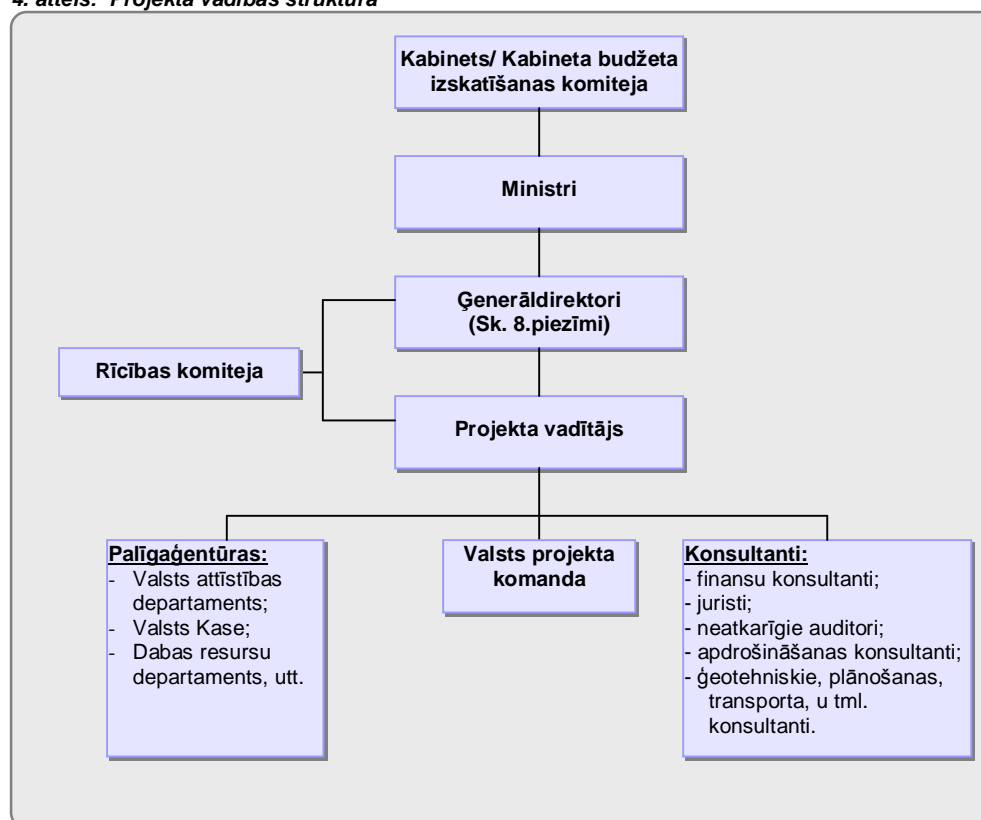 4. attēls. Projekta vadības struktūra
Kabinets/ Kabineta budžeta
izskatīšanas komiteja
Ministri
Ģenerāldirektori
(Sk. 8.piezīmi)
Rīcības komiteja
Projekta vadītājs
Palīgaģentūras:
- Valsts attīstības
departaments;
- Valsts Kase;
- Dabas resursu
departaments, utt.
Valsts projekta
komanda
Konsultanti:
- finansu konsultanti;
- juristi;
- neatkarīgie auditori;
- apdrošināšanas konsultanti;
- ģeotehniskie, plānošanas,
transporta, u tml.
konsultanti.